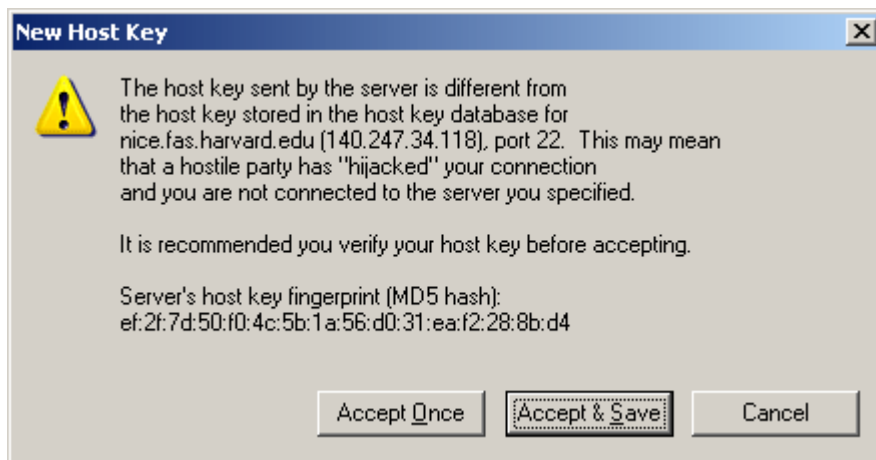 New Host Key
The host key sent by the server is different from
the host key stored in the host key database for
nice.fas.harvard.edu (140.247.34.118), port 22.  This may mean
that a hostile party has "hijacked" your connection
and you are not connected to the server you specified.
It is recommended you verify your host key before accepting.
Server's host key fingerprint (MD5 hash):
ef:2f:7d:50:f0:4c:5b:1a:56:d0:31:ea:f2:28:8b:d4
Accept Once Accept & Save Cancel